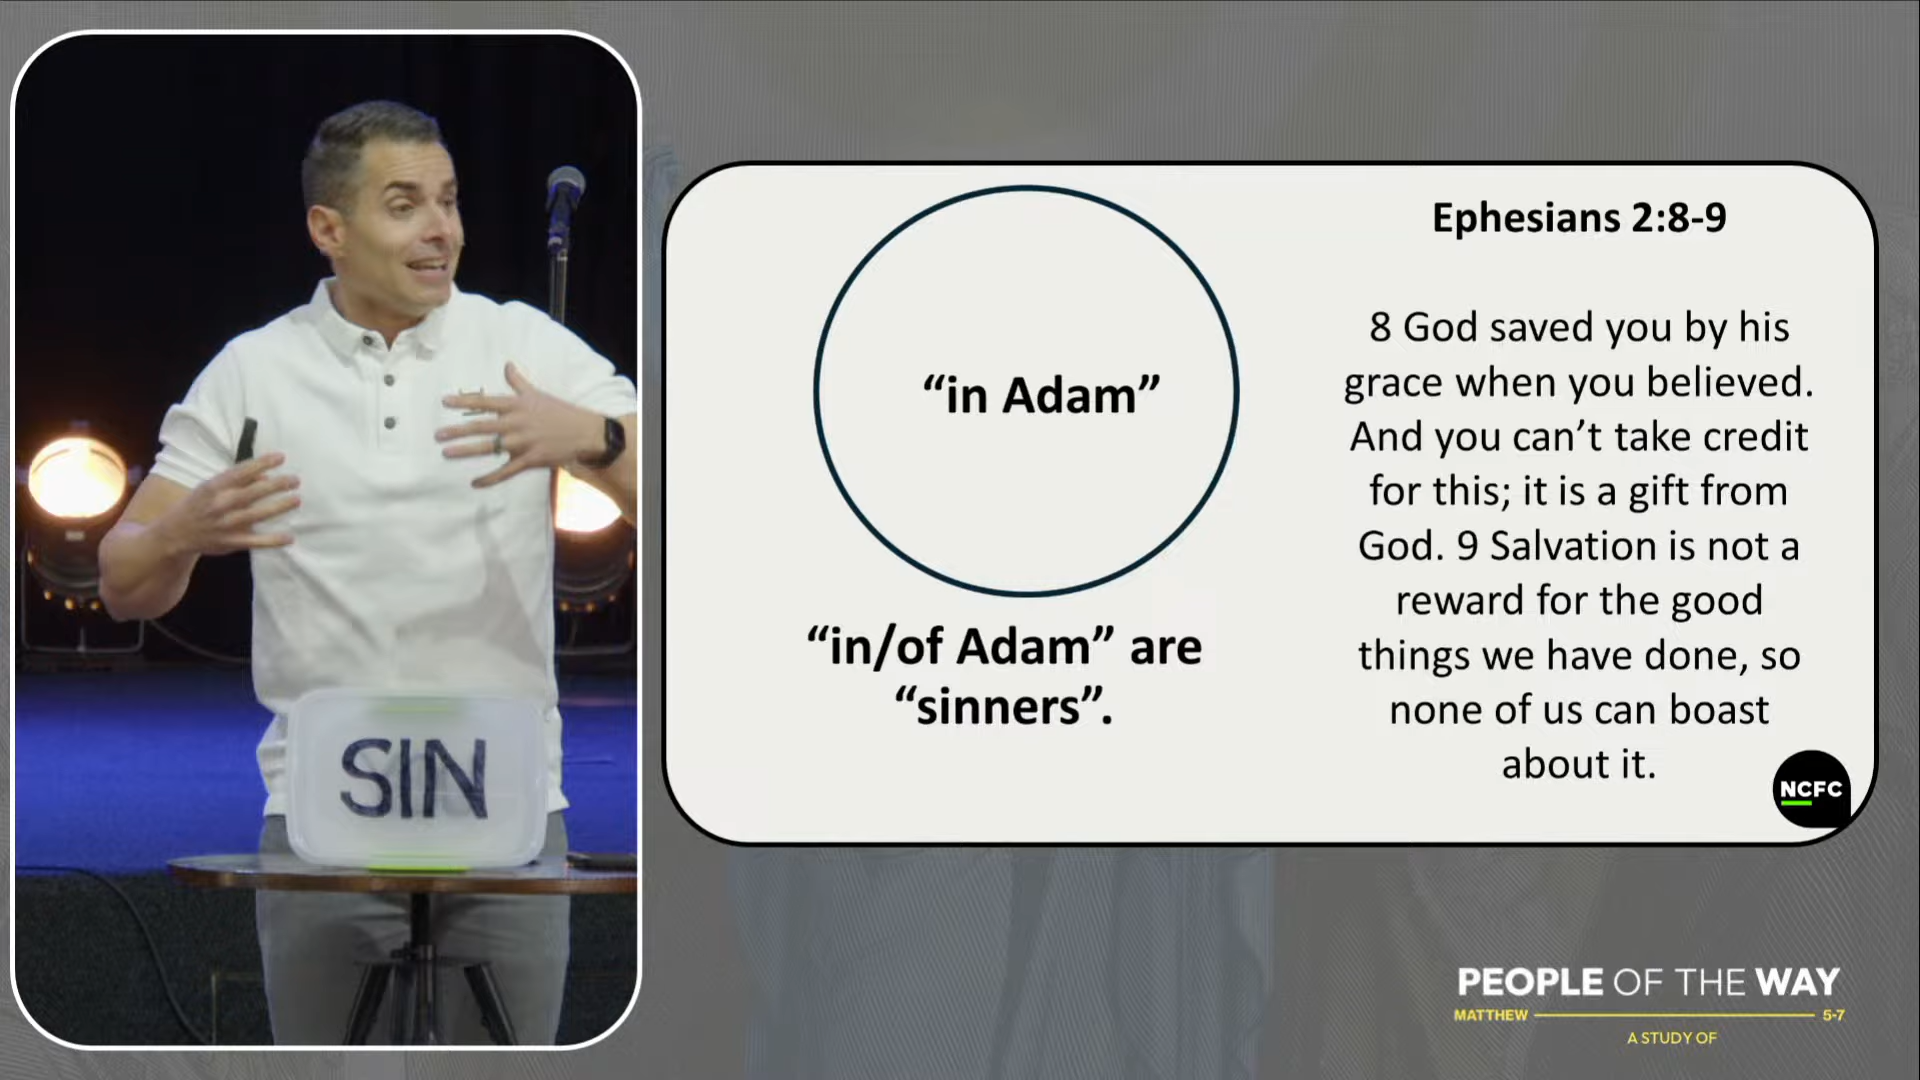 SIN
“in Adam”
“in/of Adam” are
“sinners”.
Ephesians 2:8-9
8 God saved you by his
grace when you believed.
And you can’t take credit
for this; it is a gift from
God. 9 Salvation is not a
reward for the good
things we have done, so
none of us can boast
about it.
NCFC
PEOPLE OF THE WAY
MATTHEW 5-7
A STUDY OF